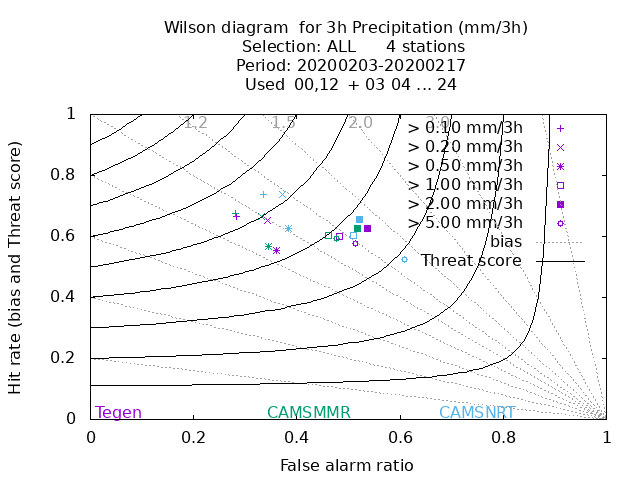 Wilson diagram  for 3h Precipitation (mm/3h)
Selection: ALL      4 stations
Period: 20200203-20200217
Used  00,12  + 03 04 ... 24
Hit rate (bias and Threat score)
1
0.8
0.6
0.4
0.2
0
1.2
1.5
2.0
3.0
> 0.10 mm/3h
> 0.20 mm/3h
> 0.50 mm/3h
> 1.00 mm/3h
> 2.00 mm/3h
> 5.00 mm/3h
bias
Threat score
Tegen
CAMSMMR
CAMSNRT
0
0.2
0.4
0.6
0.8
1
False alarm ratio